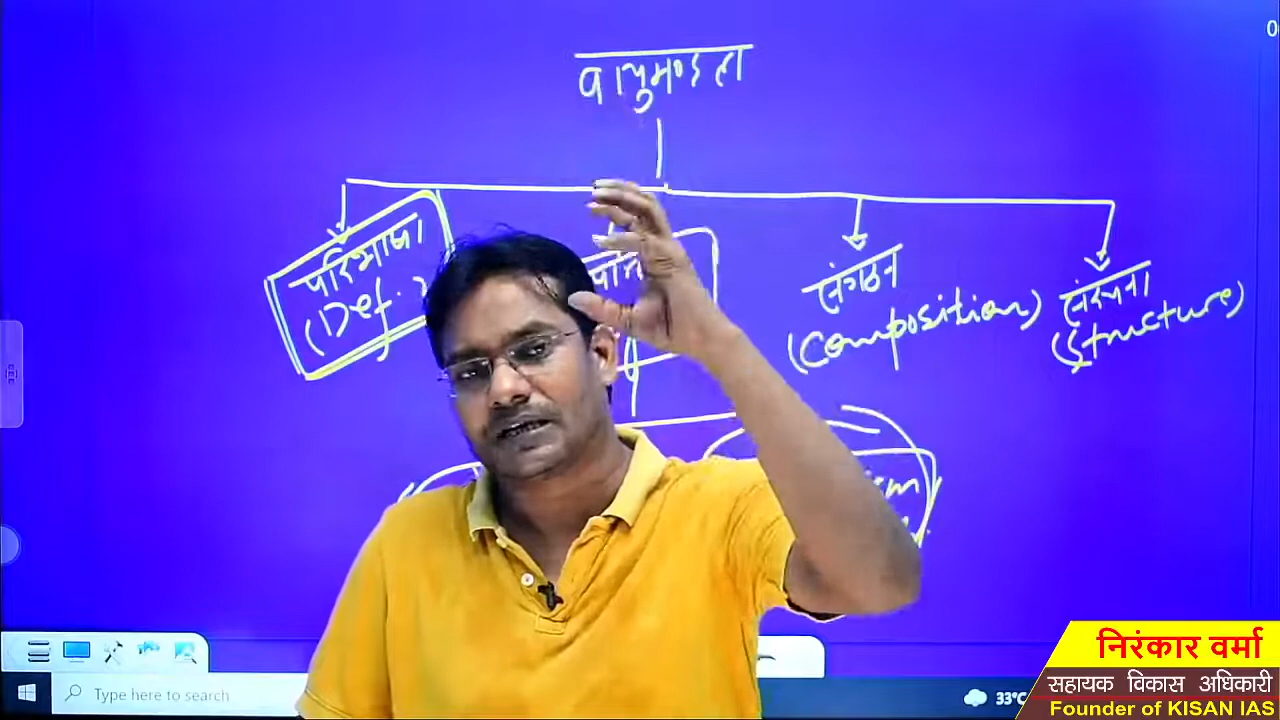 वायुमण्डल
परिभाषा
(Def.)
संगठन
(Composition)
संरचना
(Structure)
Type here to search
33°C
निरंकार वर्मा
सहायक विकास अधिकारी
Founder of KISAN IAS